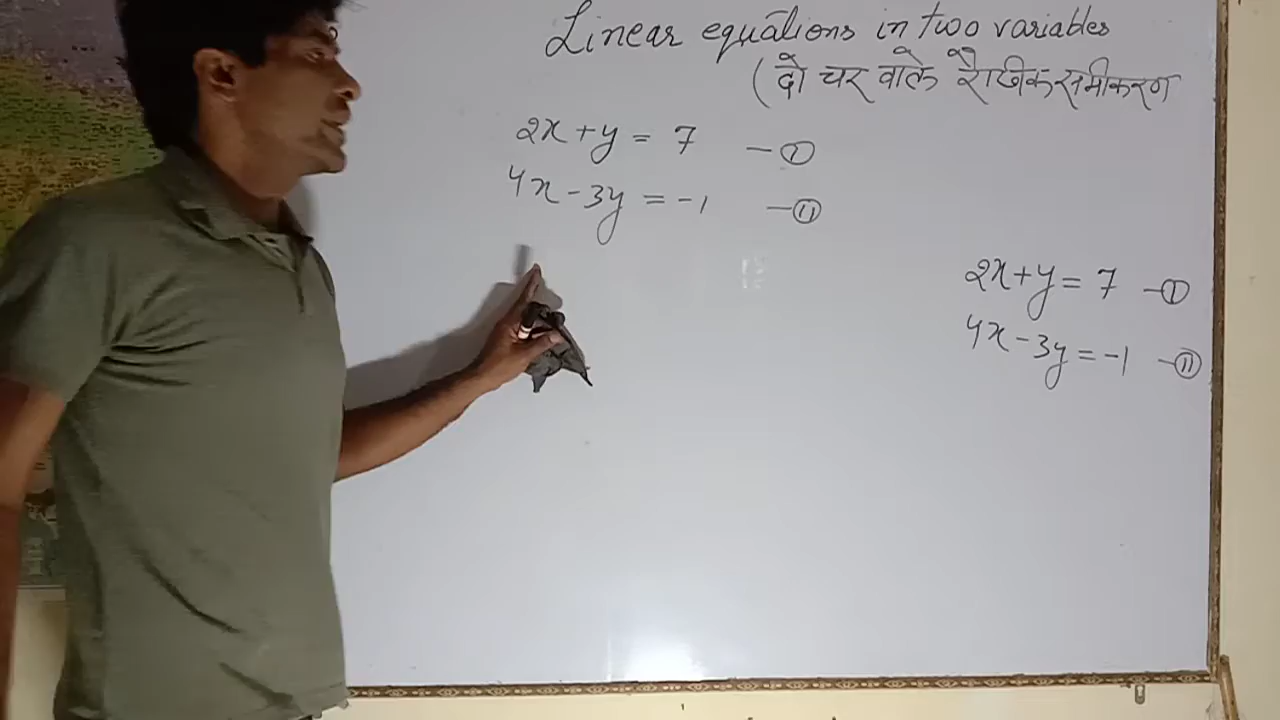 Linear equations in two variables
(दो चर वाले रैखीक समीकरण
2x + y = 7 — (I)
4x - 3y = -1 — (II)
2x + y = 7 — (I)
4x - 3y = -1 — (II)